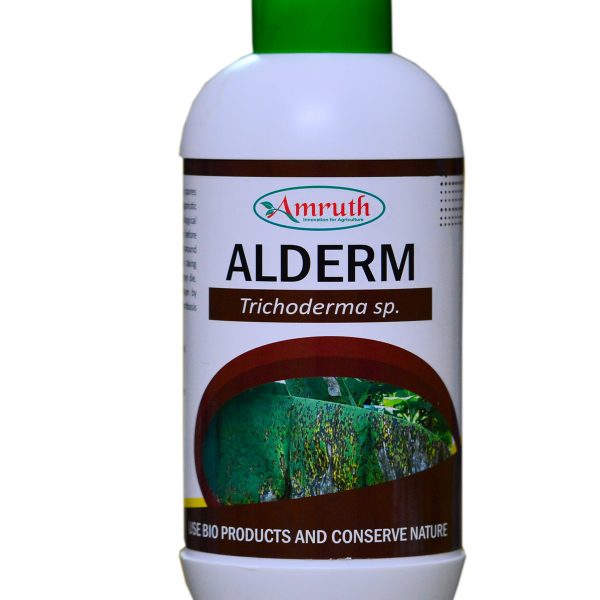 Amruth
Innovation for Agriculture
ALDERM
Trichoderma sp.
USE BIO PRODUCTS AND CONSERVE NATURE